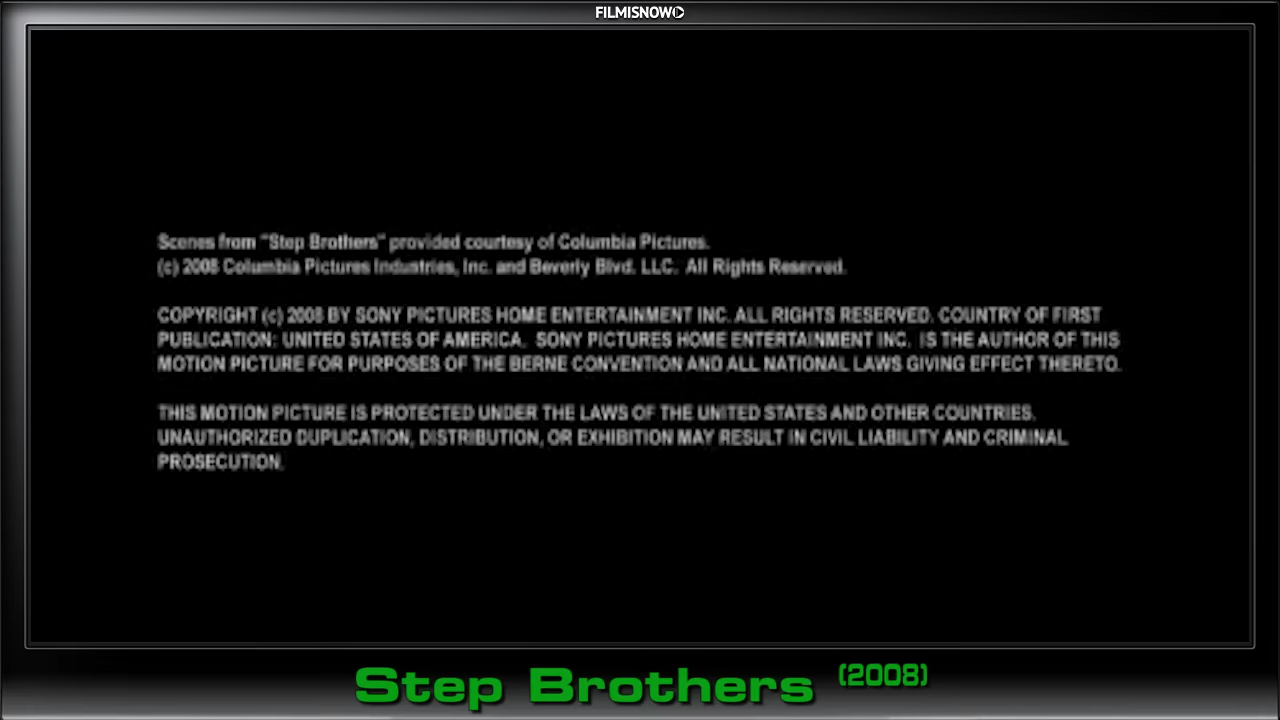 FILMISNOW
Scenes from "Step Brothers" provided courtesy of Columbia Pictures.
(c) 2008 Columbia Pictures Industries, Inc. and Beverly Blvd. LLC. All Rights Reserved.
COPYRIGHT (c) 2008 BY SONY PICTURES HOME ENTERTAINMENT INC. ALL RIGHTS RESERVED. COUNTRY OF FIRST
PUBLICATION: UNITED STATES OF AMERICA. SONY PICTURES HOME ENTERTAINMENT INC. IS THE AUTHOR OF THIS
MOTION PICTURE FOR PURPOSES OF THE BERNE CONVENTION AND ALL NATIONAL LAWS GIVING EFFECT THERETO.
THIS MOTION PICTURE IS PROTECTED UNDER THE LAWS OF THE UNITED STATES AND OTHER COUNTRIES.
UNAUTHORIZED DUPLICATION, DISTRIBUTION, OR EXHIBITION MAY RESULT IN CIVIL LIABILITY AND CRIMINAL
PROSECUTION.
Step Brothers (2008)